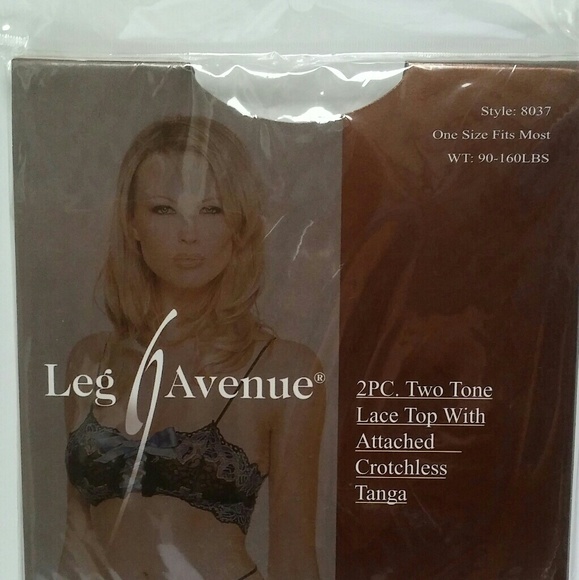 Style: 8037
One Size Fits Most
WT: 90-160LBS
Leg Avenue®
2PC. Two Tone
Lace Top With
Attached
Crotchless
Tanga